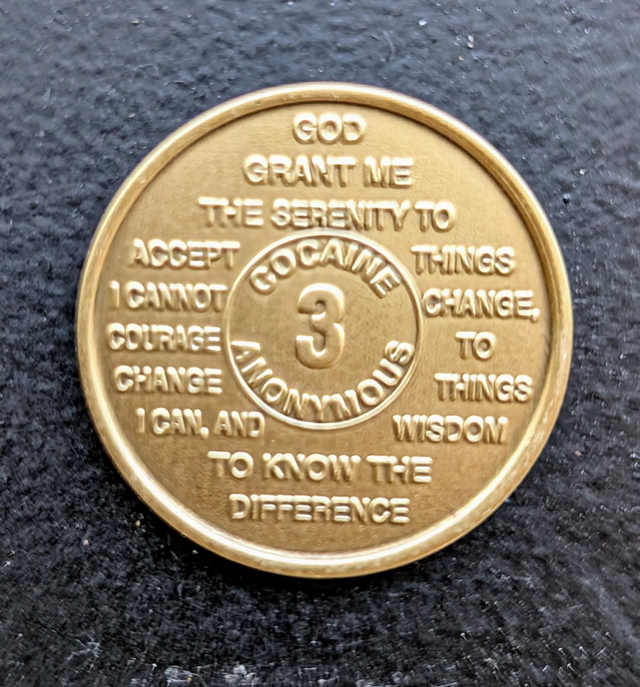 GOD
GRANT ME
THE SERENITY TO
ACCEPT THINGS
I CANNOT CHANGE,
COURAGE TO
CHANGE THINGS
I CAN, AND WISDOM
TO KNOW THE
DIFFERENCE
COCAINE
3
ANONYMOUS